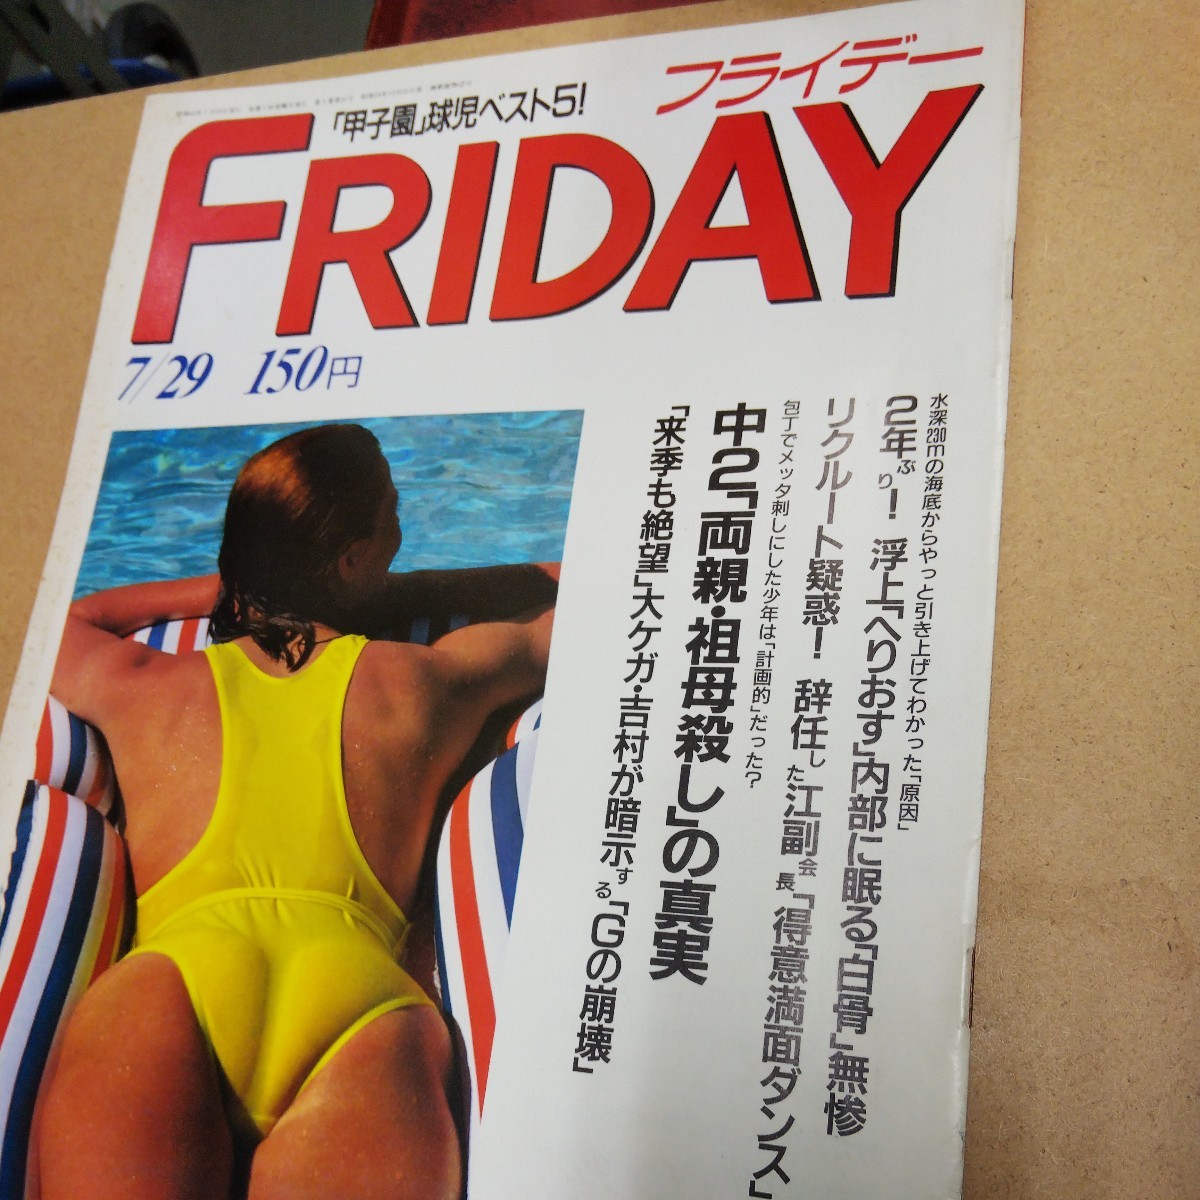 「甲子園」球児ベスト5!
フライデー
FRIDAY
7/29 150円
水深230mの海底からやっと引き上げてわかった「原因」
2年ぶり! 浮上「へりおす」内部に眠る「白骨」無惨
リクルート疑惑! 辞任した江副会長「得意満面ダンス」
包丁でメッタ刺しにした少年は「計画的」だった?
中2「両親・祖母殺し」の真実
「来季も絶望」大ケガ・吉村が暗示する「Gの崩壊」